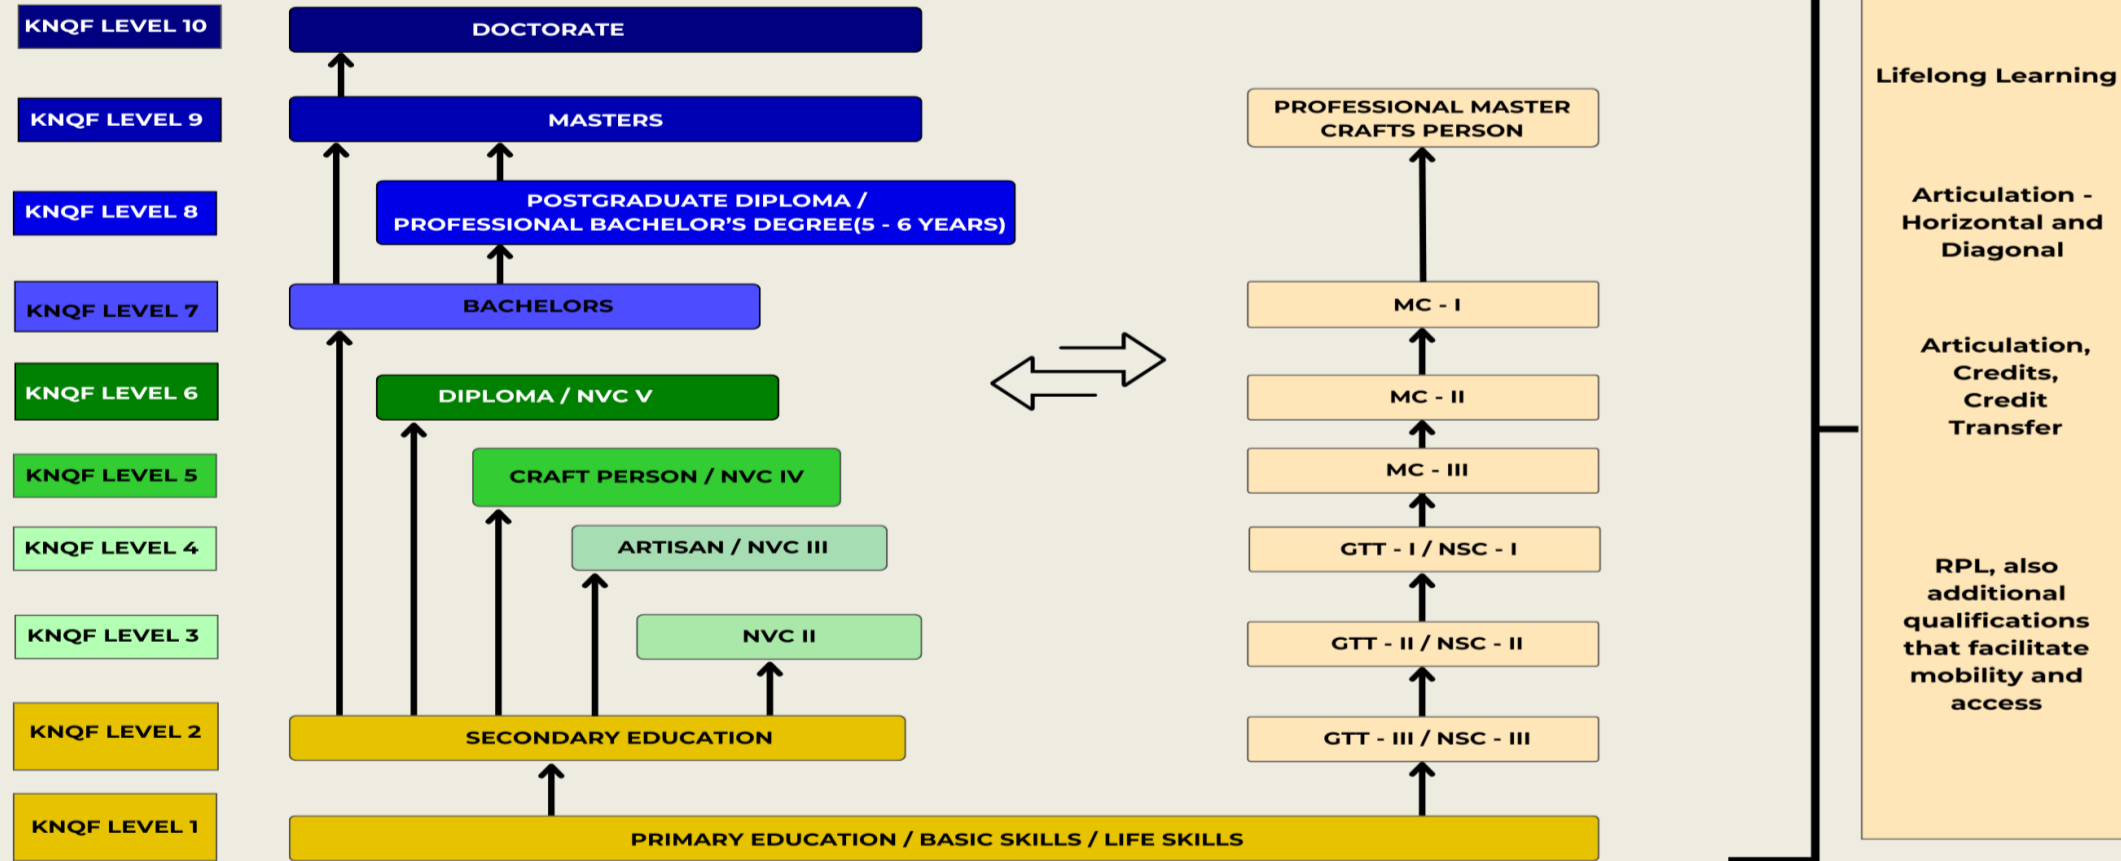 KNQF LEVEL 10
DOCTORATE
KNQF LEVEL 9
MASTERS
PROFESSIONAL MASTER
CRAFTS PERSON
KNQF LEVEL 8
POSTGRADUATE DIPLOMA /
PROFESSIONAL BACHELOR'S DEGREE(5 - 6 YEARS)
KNQF LEVEL 7
BACHELORS
MC - I
KNQF LEVEL 6
DIPLOMA / NVC V
MC - II
KNQF LEVEL 5
CRAFT PERSON / NVC IV
MC - III
KNQF LEVEL 4
ARTISAN / NVC III
GTT - I / NSC - I
KNQF LEVEL 3
NVC II
GTT - II / NSC - II
KNQF LEVEL 2
SECONDARY EDUCATION
GTT - III / NSC - III
KNQF LEVEL 1
PRIMARY EDUCATION / BASIC SKILLS / LIFE SKILLS
Lifelong Learning
Articulation -
Horizontal and
Diagonal
Articulation,
Credits,
Credit
Transfer
RPL, also
additional
qualifications
that facilitate
mobility and
access